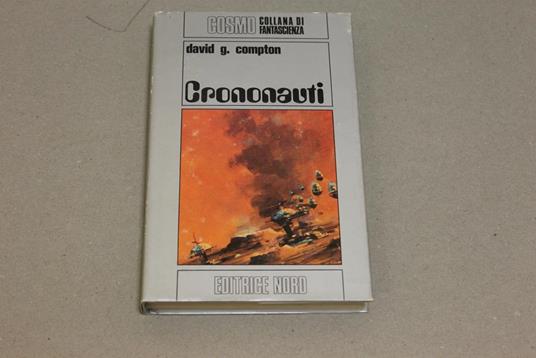 COSMO COLLANA DI
FANTASCIENZA
david g. compton
Crononauti
EDITRICE NORD